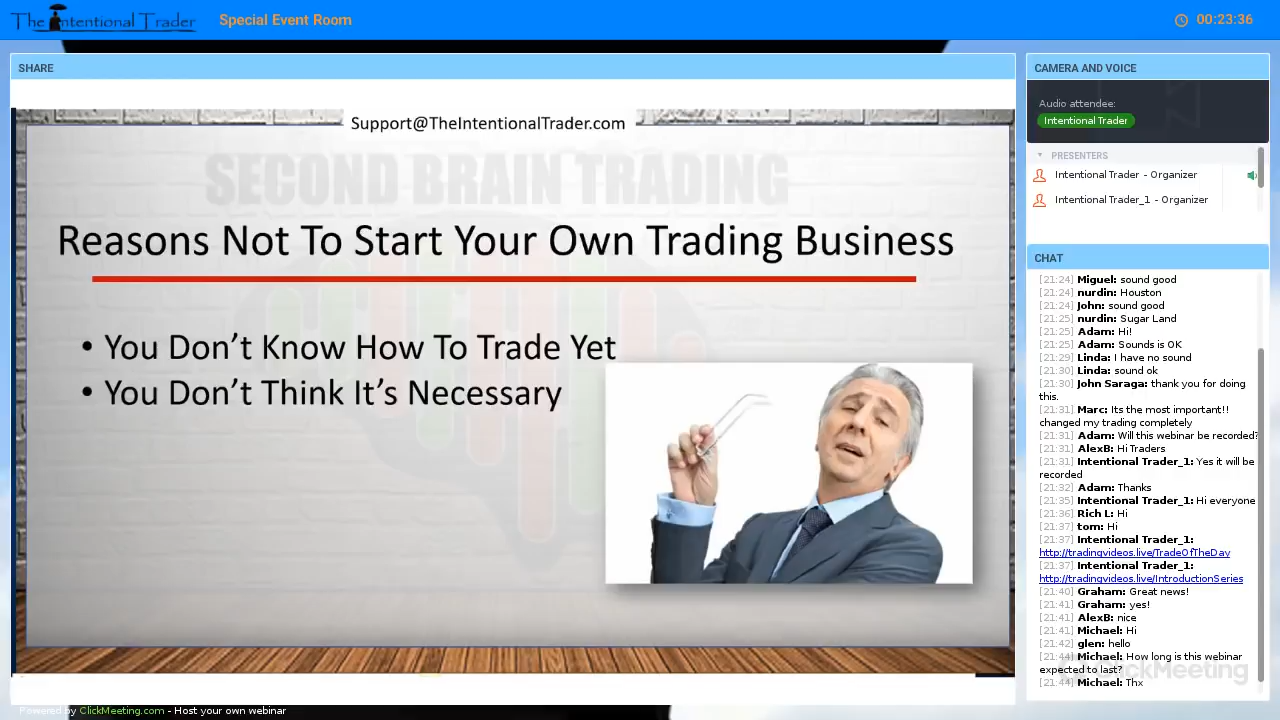 The Intentional Trader
Special Event Room
00:23:36
SHARE
Support@TheIntentionalTrader.com
SECOND BRAIN TRADING
Reasons Not To Start Your Own Trading Business
• You Don’t Know How To Trade Yet
• You Don’t Think It’s Necessary
CAMERA AND VOICE
Audio attendee:
Intentional Trader
PRESENTERS
Intentional Trader - Organizer
Intentional Trader_1 - Organizer
CHAT
[21:24] Miguel: sound good
[21:24] nurdin: Houston
[21:24] John: sound good
[21:25] nurdin: Sugar Land
[21:25] Adam: Hi!
[21:25] Adam: Sounds is OK
[21:29] Linda: I have no sound
[21:30] Linda: sound ok
[21:30] John Saraga: thank you for doing
this.
[21:31] Marc: Its the most important!!
changed my trading completely
[21:31] Adam: Will this webinar be recorded?
[21:31] AlexB: Hi Traders
[21:31] Intentional Trader_1: Yes it will be
recorded
[21:32] Adam: Thanks
[21:35] Intentional Trader_1: Hi everyone
[21:36] Rich L: Hi
[21:37] tom: Hi
[21:37] Intentional Trader_1:
http://tradingvideos.live/TradeOfTheDay
[21:37] Intentional Trader_1:
http://tradingvideos.live/IntroductionSeries
[21:40] Graham: Great news!
[21:41] Graham: yes!
[21:41] AlexB: nice
[21:41] Michael: Hi
[21:42] glen: hello
[21:44] Michael: How long is this webinar
expected to last?
[21:44] Michael: Thx
ClickMeeting
Powered by ClickMeeting.com - Host your own webinar